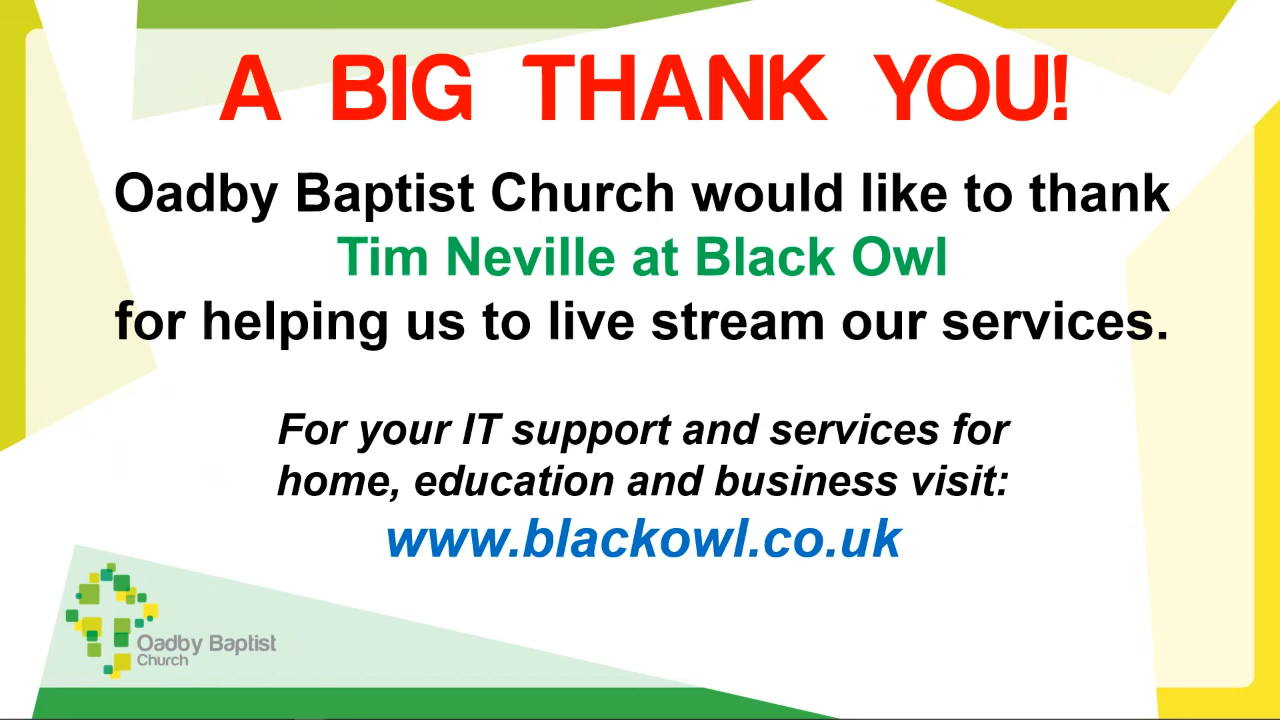 A BIG THANK YOU!
Oadby Baptist Church would like to thank
Tim Neville at Black Owl
for helping us to live stream our services.
For your IT support and services for
home, education and business visit:
www.blackowl.co.uk
Oadby Baptist
Church